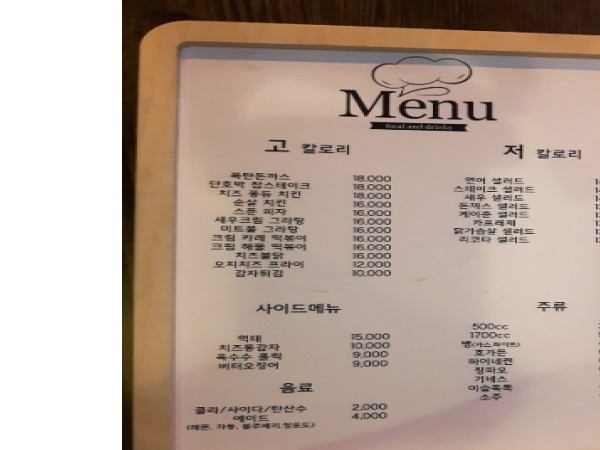 Menu
food and drinks
고 칼로리
폭탄돈까스 18,000
단호박 찹스테이크 18,000
치즈 퐁듀 치킨 18,000
순살 치킨 16,000
스푼 피자 16,000
새우크림 그라탕 16,000
미트볼 그라탕 16,000
크림 카레 떡볶이 16,000
크림 해물 떡볶이 16,000
치즈불닭 16,000
오지치즈 프라이 12,000
감자튀김 10,000
사이드메뉴
먹태 15,000
치즈통감자 10,000
옥수수 콘릭 9,000
버터오징어 9,000
음료
콜라/사이다/탄산수 2,000
에이드 4,000
(레몬, 자몽, 블루베리,청포도)
저 칼로리
연어 샐러드
스테이크 샐러드
새우 샐러드
돈까스 샐러드
케이준 샐러드
카프레제
닭가슴살 샐러드
리코타 샐러드
주류
500cc
1700cc
병(카스,하이트)
호가든
하이네켄
칭따오
기네스
이슬톡톡
소주